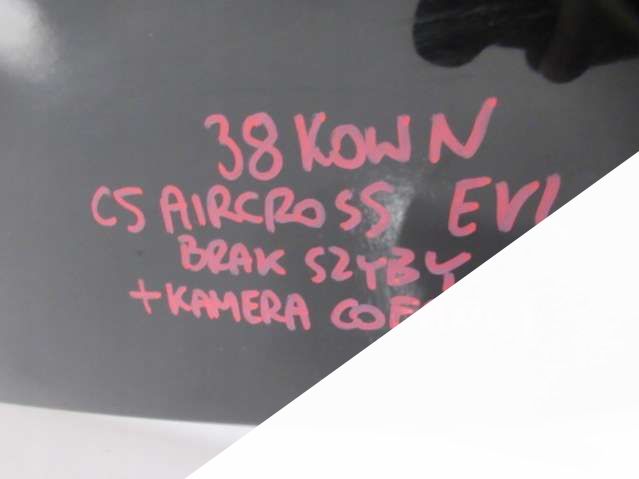 38 KOWN
C5 AIRCROSS
BRAK SZYBY
+ KAMERA